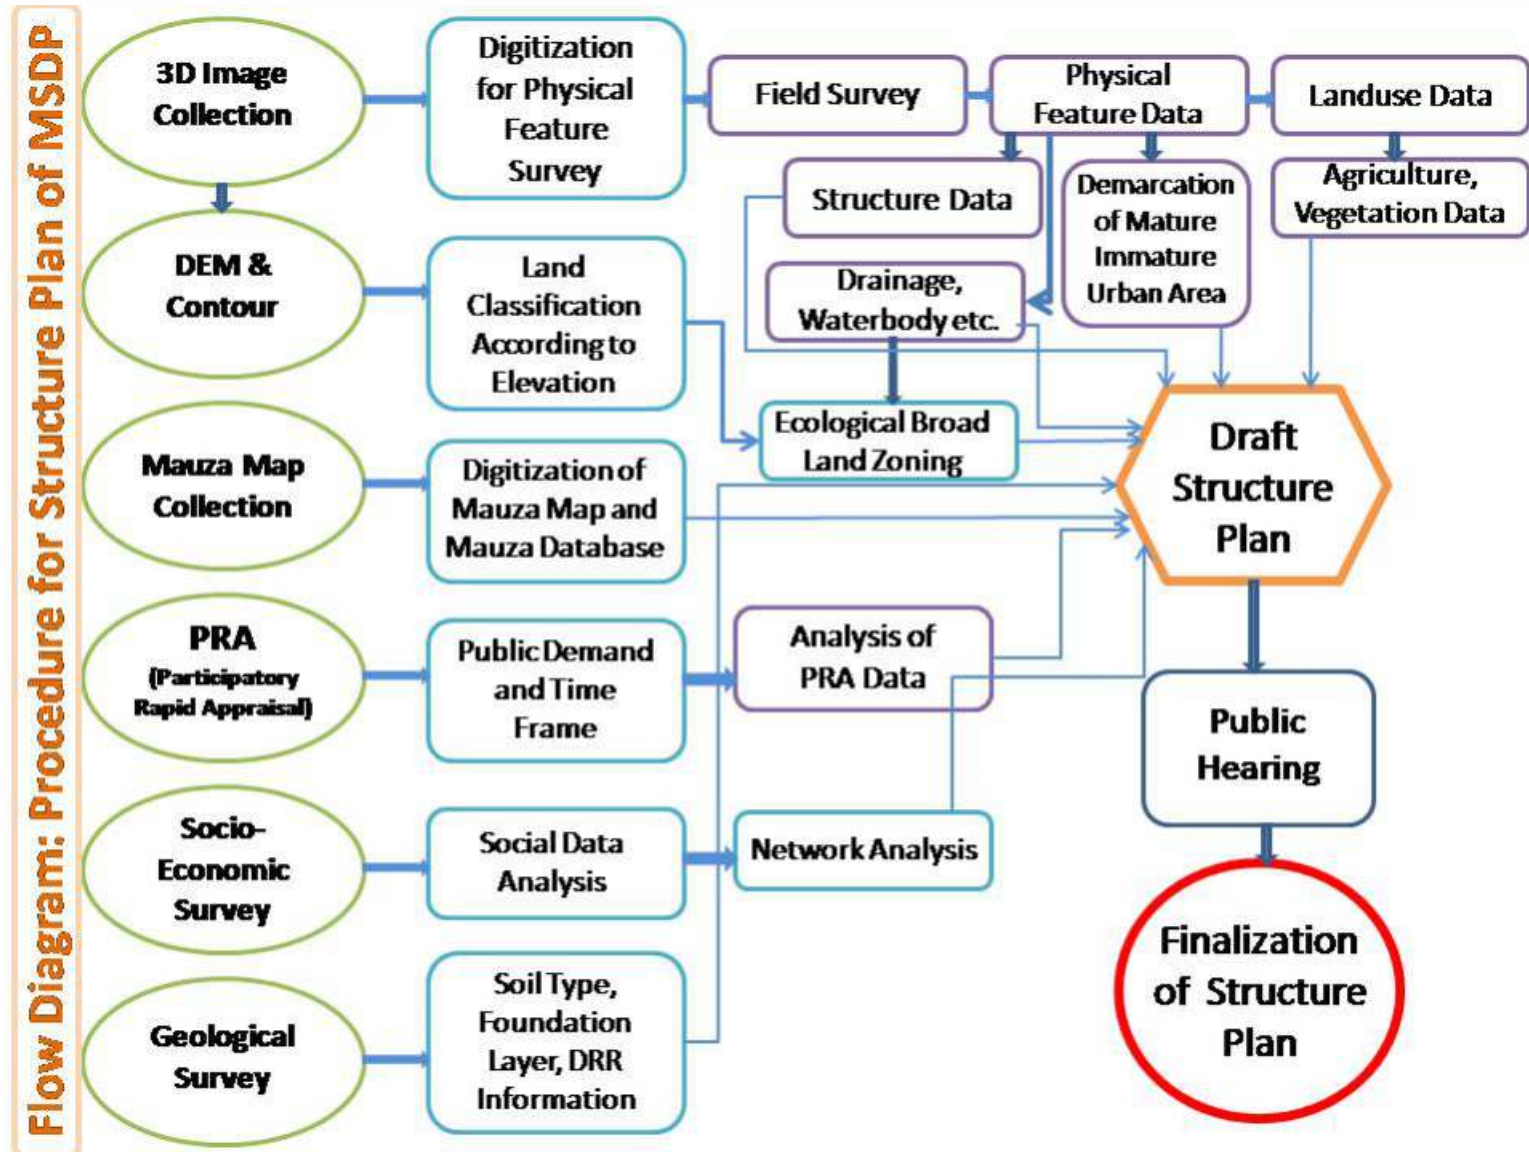 Flow Diagram: Procedure for Structure Plan of MSDP
3D Image
Collection
Digitization
for Physical
Feature
Survey
Field Survey
Physical
Feature Data
Landuse Data
Structure Data
Demarcation
of Mature
Immature
Urban Area
Agriculture,
Vegetation Data
DEM &
Contour
Land
Classification
According to
Elevation
Drainage,
Waterbody etc.
Ecological Broad
Land Zoning
Draft
Structure
Plan
Mauza Map
Collection
Digitization of
Mauza Map and
Mauza Database
PRA
(Participatory
Rapid Appraisal)
Public Demand
and Time
Frame
Analysis of
PRA Data
Public
Hearing
Socio-
Economic
Survey
Social Data
Analysis
Network Analysis
Finalization
of Structure
Plan
Geological
Survey
Soil Type,
Foundation
Layer, DRR
Information